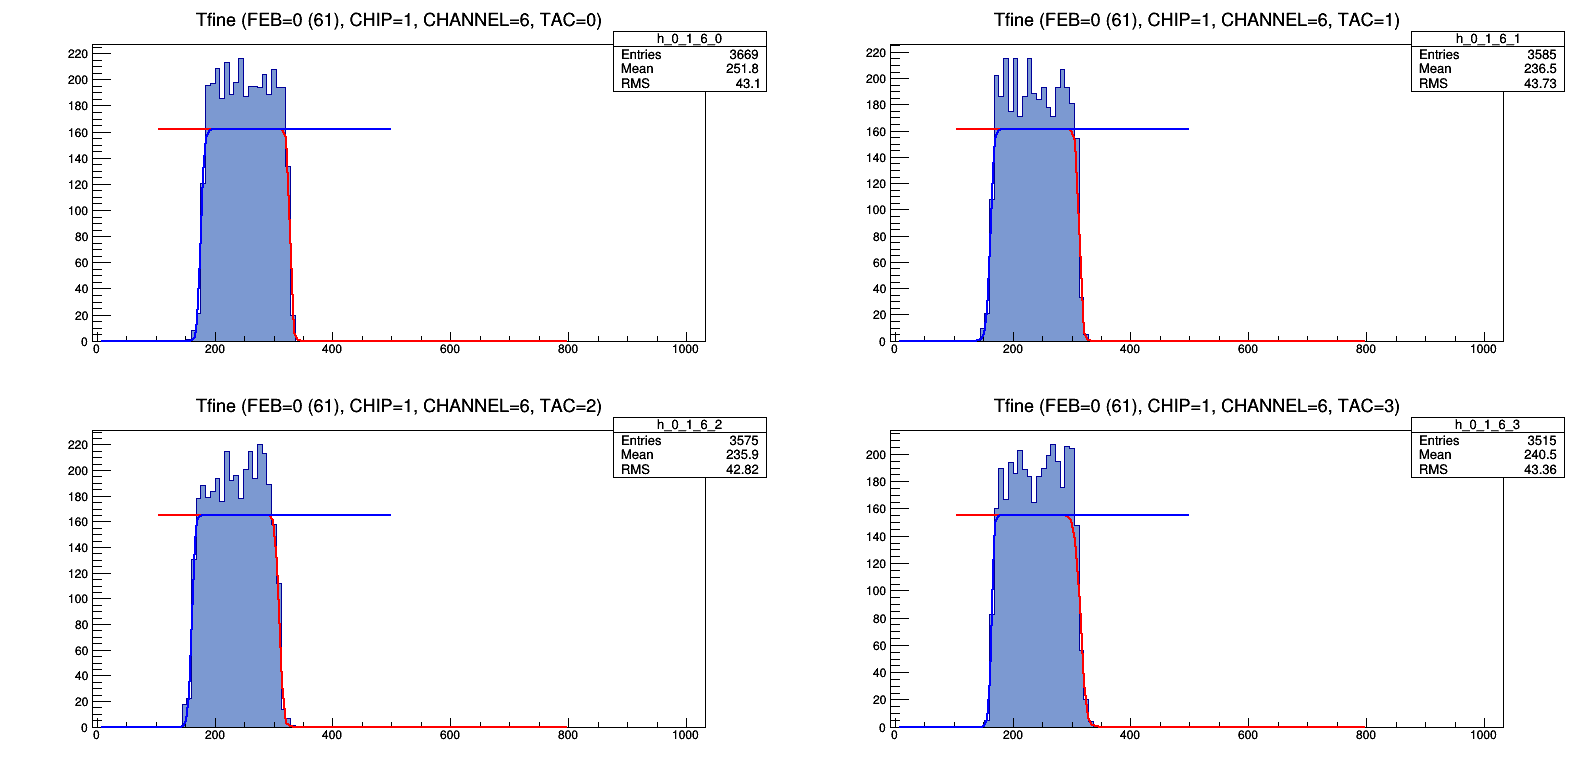 Tfine (FEB=0 (61), CHIP=1, CHANNEL=6, TAC=0)
h_0_1_6_0
Entries 3669
Mean 251.8
RMS 43.1
220
200
180
160
140
120
100
80
60
40
20
0
0 200 400 600 800 1000
Tfine (FEB=0 (61), CHIP=1, CHANNEL=6, TAC=1)
h_0_1_6_1
Entries 3585
Mean 236.5
RMS 43.73
220
200
180
160
140
120
100
80
60
40
20
0
0 200 400 600 800 1000
Tfine (FEB=0 (61), CHIP=1, CHANNEL=6, TAC=2)
h_0_1_6_2
Entries 3575
Mean 235.9
RMS 42.82
220
200
180
160
140
120
100
80
60
40
20
0
0 200 400 600 800 1000
Tfine (FEB=0 (61), CHIP=1, CHANNEL=6, TAC=3)
h_0_1_6_3
Entries 3515
Mean 240.5
RMS 43.36
200
180
160
140
120
100
80
60
40
20
0
0 200 400 600 800 1000